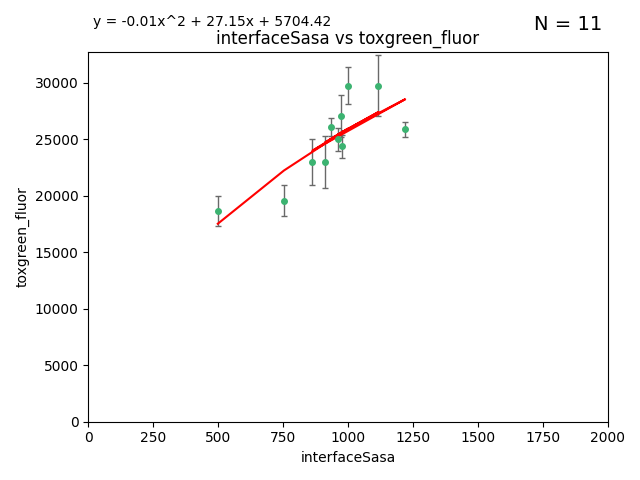 y = -0.01x^2 + 27.15x + 5704.42
N = 11
interfaceSasa vs toxgreen_fluor
30000
25000
20000
15000
10000
5000
0
toxgreen_fluor
0 250 500 750 1000 1250 1500 1750 2000
interfaceSasa